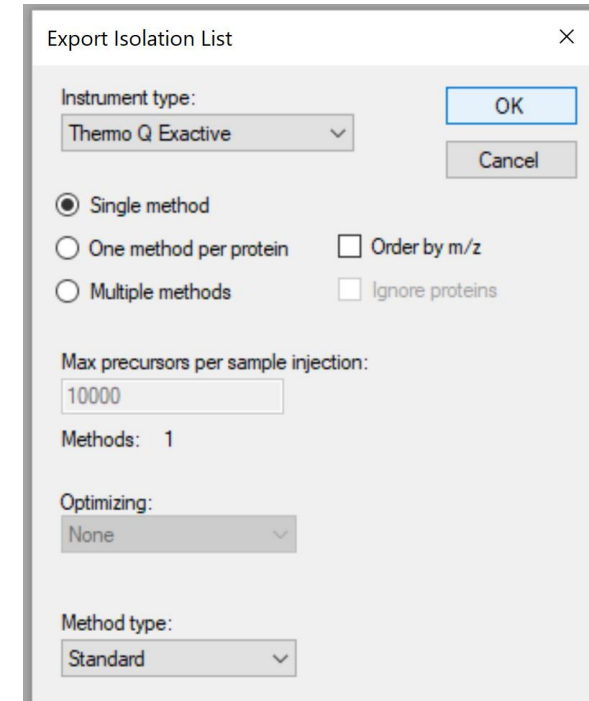 Export Isolation List
Instrument type:
Thermo Q Exactive
OK
Cancel
Single method
One method per protein
Order by m/z
Multiple methods
Ignore proteins
Max precursors per sample injection:
10000
Methods: 1
Optimizing:
None
Method type:
Standard